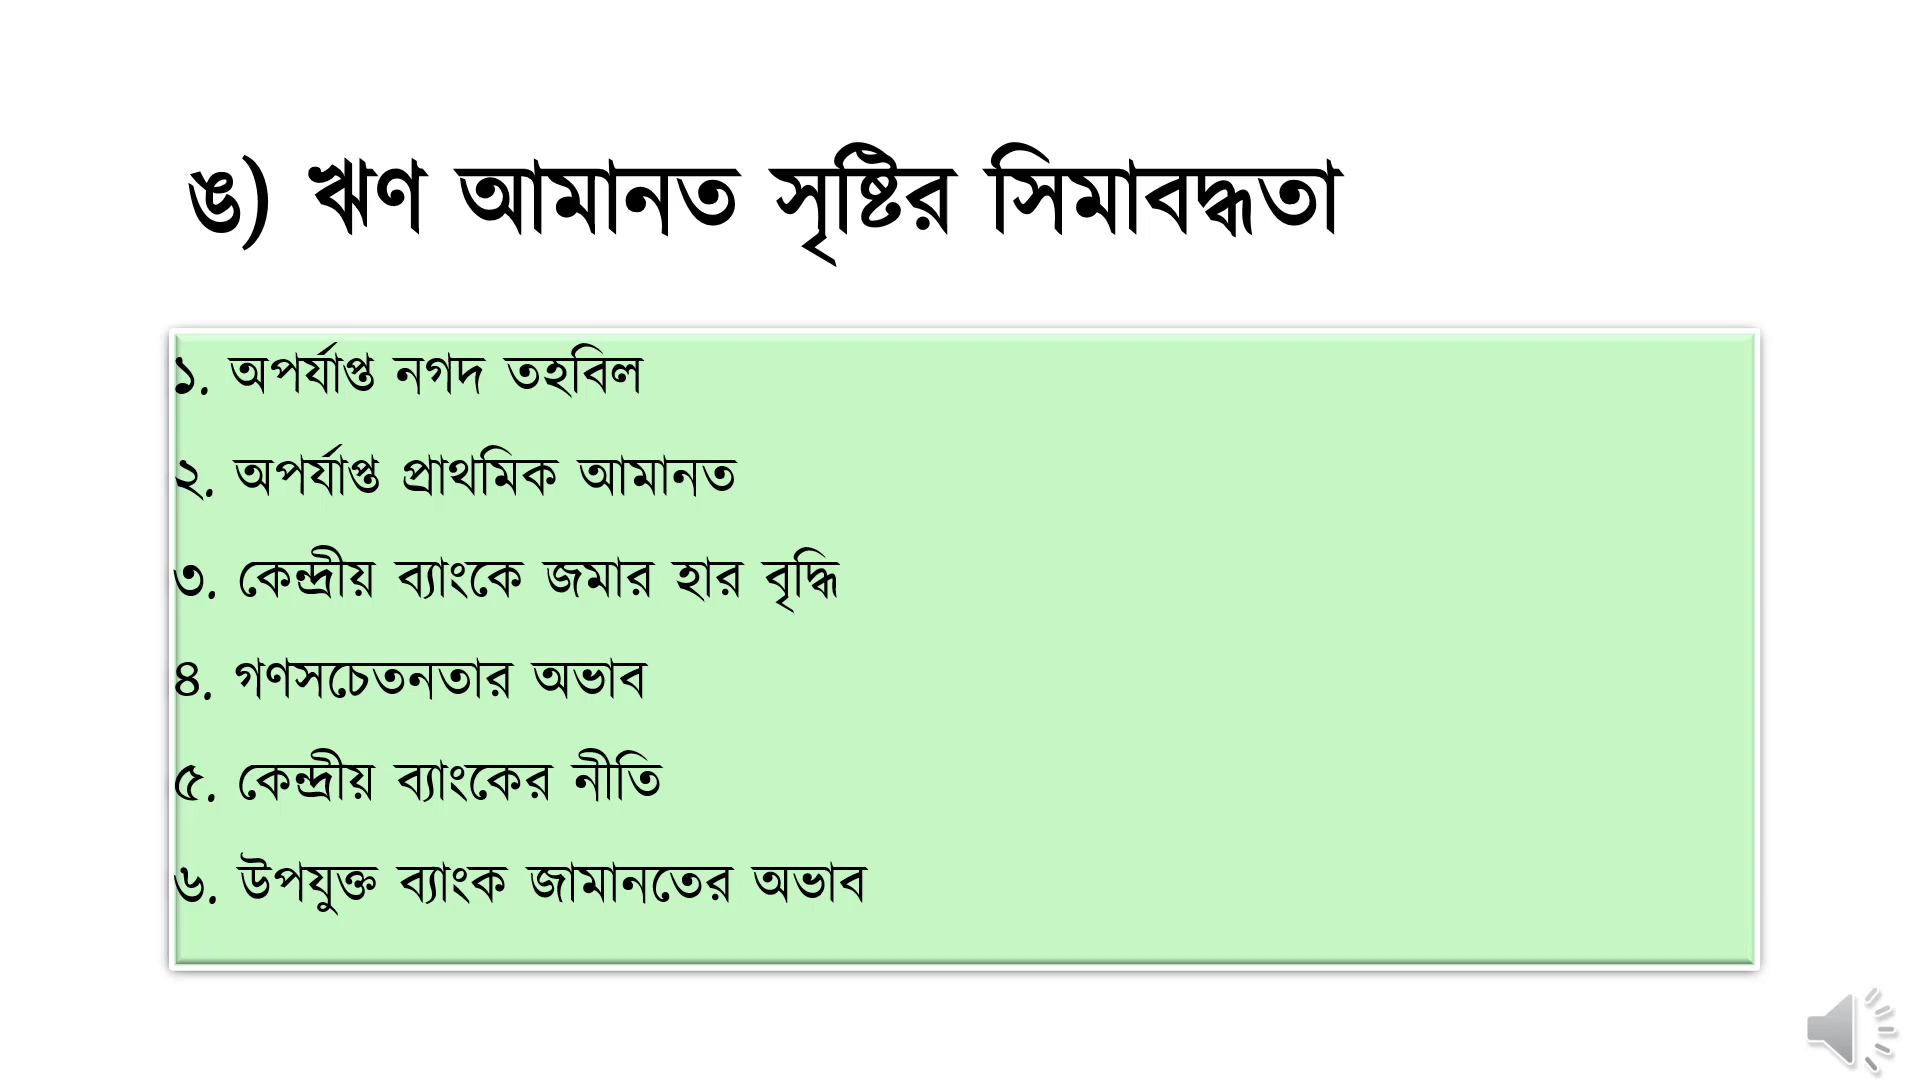 ঙ) ঋণ আমানত সৃষ্টির সিমাবদ্ধতা
১. অপর্যাপ্ত নগদ তহবিল
২. অপর্যাপ্ত প্রাথমিক আমানত
৩. কেন্দ্রীয় ব্যাংকে জমার হার বৃদ্ধি
৪. গণসচেতনতার অভাব
৫. কেন্দ্রীয় ব্যাংকের নীতি
৬. উপযুক্ত ব্যাংক জামানতের অভাব